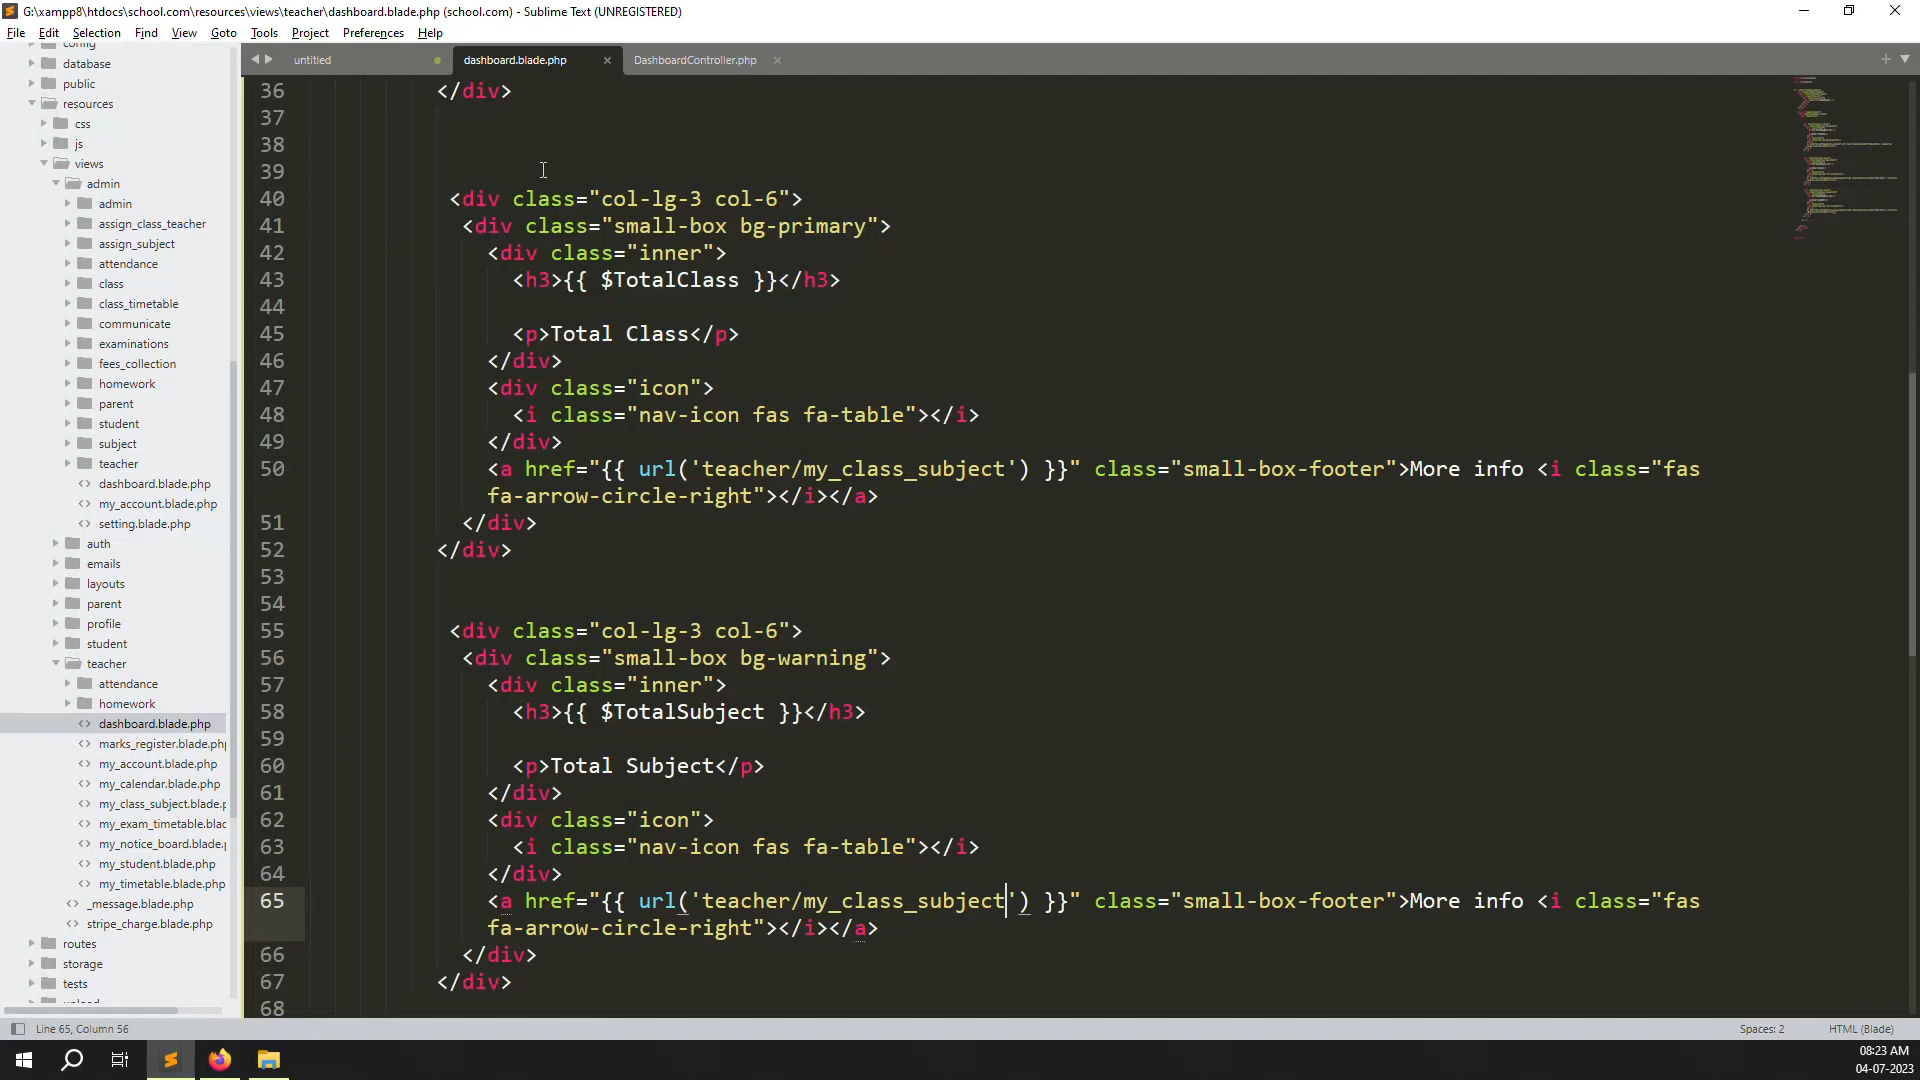 G:\xampp8\htdocs\school.com\resources\views\teacher\dashboard.blade.php (school.com) - Sublime Text (UNREGISTERED)
File Edit Selection Find View Goto Tools Project Preferences Help
config
database
public
resources
css
js
views
admin
admin
assign_class_teacher
assign_subject
attendance
class
class_timetable
communicate
examinations
fees_collection
homework
parent
student
subject
teacher
dashboard.blade.php
my_account.blade.php
setting.blade.php
auth
emails
layouts
parent
profile
student
teacher
attendance
homework
dashboard.blade.php
marks_register.blade.php
my_account.blade.php
my_calendar.blade.php
my_class_subject.blade.p
my_exam_timetable.blac
my_notice_board.blade.p
my_student.blade.php
my_timetable.blade.php
_message.blade.php
stripe_charge.blade.php
routes
storage
tests
upload
untitled dashboard.blade.php DashboardController.php
36 </div>
37
38
39
40 <div class="col-lg-3 col-6">
41 <div class="small-box bg-primary">
42 <div class="inner">
43 <h3>{{ $TotalClass }}</h3>
44
45 <p>Total Class</p>
46 </div>
47 <div class="icon">
48 <i class="nav-icon fas fa-table"></i>
49 </div>
50 <a href="{{ url('teacher/my_class_subject') }}" class="small-box-footer">More info <i class="fas
fa-arrow-circle-right"></i></a>
51 </div>
52 </div>
53
54
55 <div class="col-lg-3 col-6">
56 <div class="small-box bg-warning">
57 <div class="inner">
58 <h3>{{ $TotalSubject }}</h3>
59
60 <p>Total Subject</p>
61 </div>
62 <div class="icon">
63 <i class="nav-icon fas fa-table"></i>
64 </div>
65 <a href="{{ url('teacher/my_class_subject') }}" class="small-box-footer">More info <i class="fas
fa-arrow-circle-right"></i></a>
66 </div>
67 </div>
68
Line 65, Column 56 Spaces: 2 HTML (Blade)
08:23 AM
04-07-2023